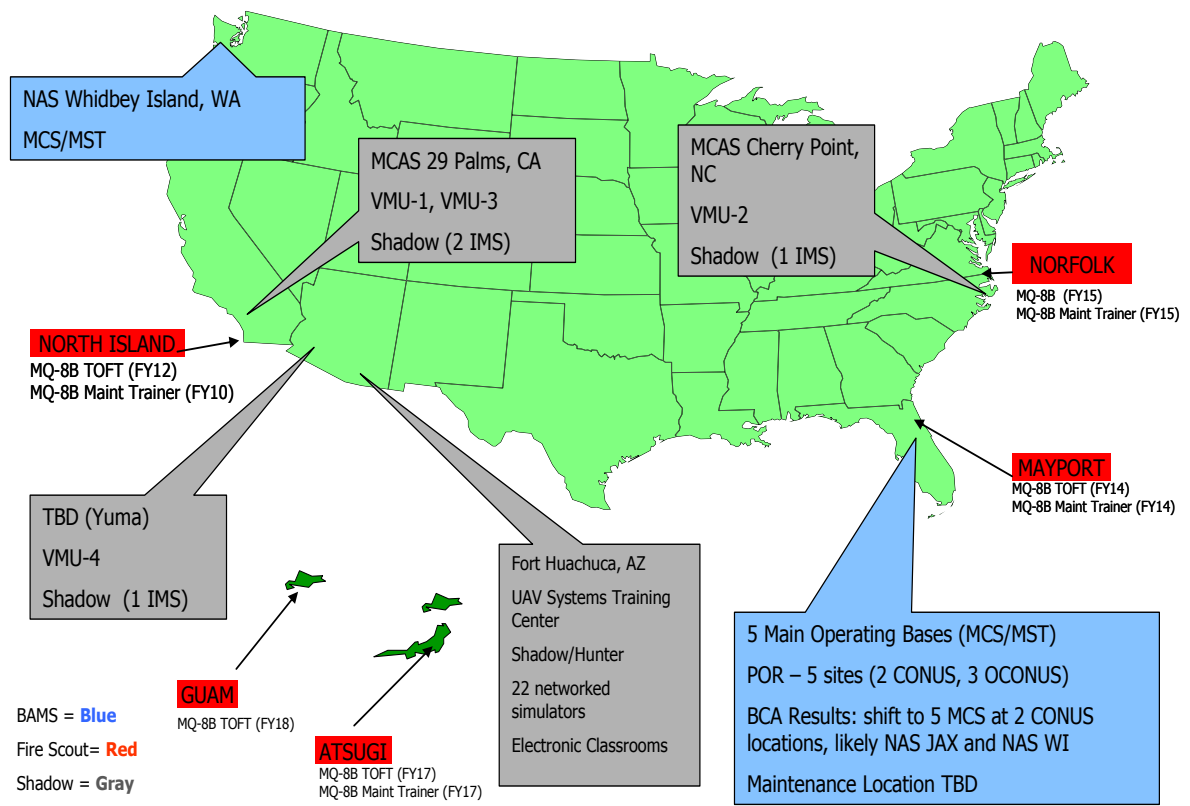 NAS Whidbey Island, WA
MCS/MST
MCAS 29 Palms, CA
VMU-1, VMU-3
Shadow (2 IMS)
MCAS Cherry Point,
NC
VMU-2
Shadow  (1 IMS)
NORFOLK
MQ-8B  (FY15)
MQ-8B Maint Trainer (FY15)
NORTH ISLAND
MQ-8B TOFT (FY12)
MQ-8B Maint Trainer (FY10)
MAYPORT
MQ-8B TOFT (FY14)
MQ-8B Maint Trainer (FY14)
TBD (Yuma)
VMU-4
Shadow  (1 IMS)
Fort Huachuca, AZ
UAV Systems Training
Center
Shadow/Hunter
22 networked
simulators
Electronic Classrooms
5 Main Operating Bases (MCS/MST)
POR – 5 sites (2 CONUS, 3 OCONUS)
BCA Results: shift to 5 MCS at 2 CONUS
locations, likely NAS JAX and NAS WI
Maintenance Location TBD
GUAM
MQ-8B TOFT (FY18)
ATSUGI
MQ-8B TOFT (FY17)
MQ-8B Maint Trainer (FY17)
BAMS = Blue
Fire Scout= Red
Shadow = Gray